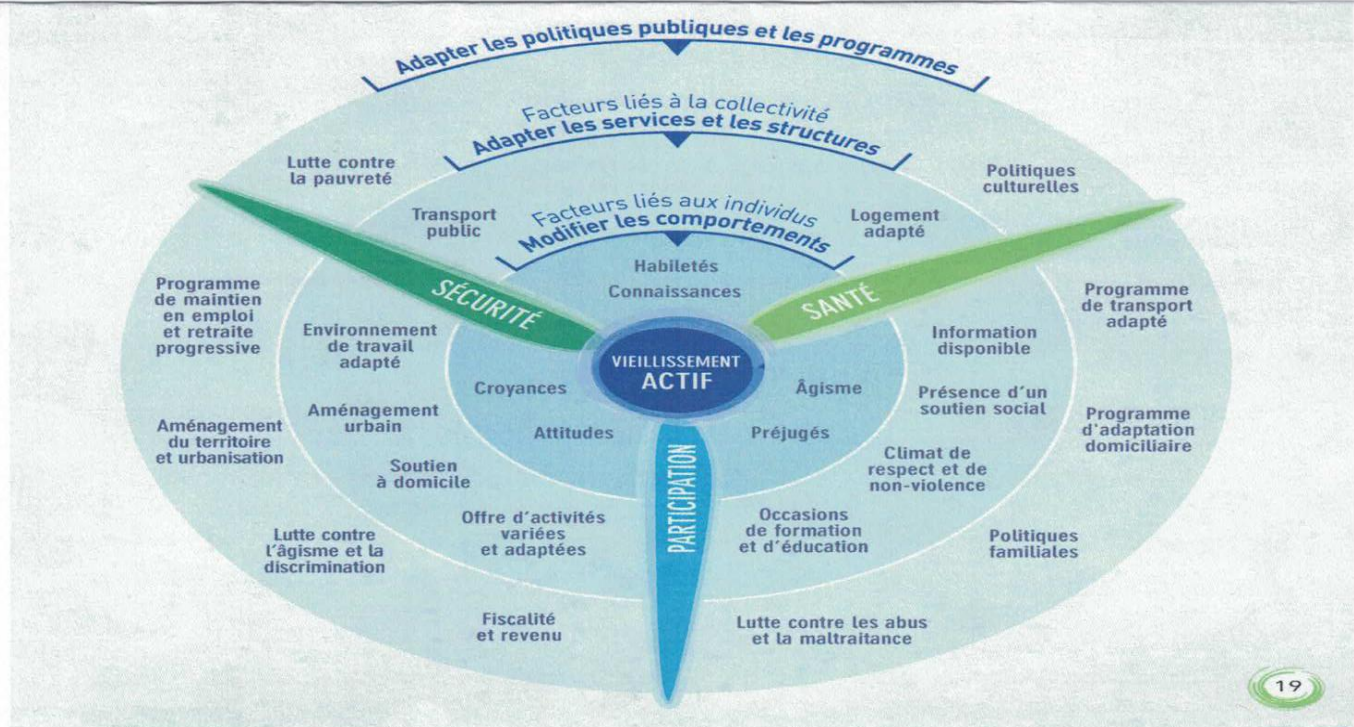 Adapter les politiques publiques et les programmes
Facteurs liés à la collectivité
Adapter les services et les structures
Facteurs liés aux individus
Modifier les comportements
Habiletés
Connaissances
Lutte contre
la pauvreté
Transport
public
Logement
adapté
Politiques
culturelles
SÉCURITÉ
SANTÉ
PARTICIPATION
VIEILLISSEMENT
ACTIF
Programme
de maintien
en emploi
et retraite
progressive
Environnement
de travail
adapté
Croyances
Âgisme
Information
disponible
Programme
de transport
adapté
Aménagement
du territoire
et urbanisation
Aménagement
urbain
Attitudes
Préjugés
Présence d'un
soutien social
Programme
d'adaptation
domiciliaire
Soutien
à domicile
Climat de
respect et de
non-violence
Lutte contre
l'âgisme et la
discrimination
Offre d'activités
variées
et adaptées
Occasions
de formation
et d'éducation
Politiques
familiales
Fiscalité
et revenu
Lutte contre les abus
et la maltraitance
19